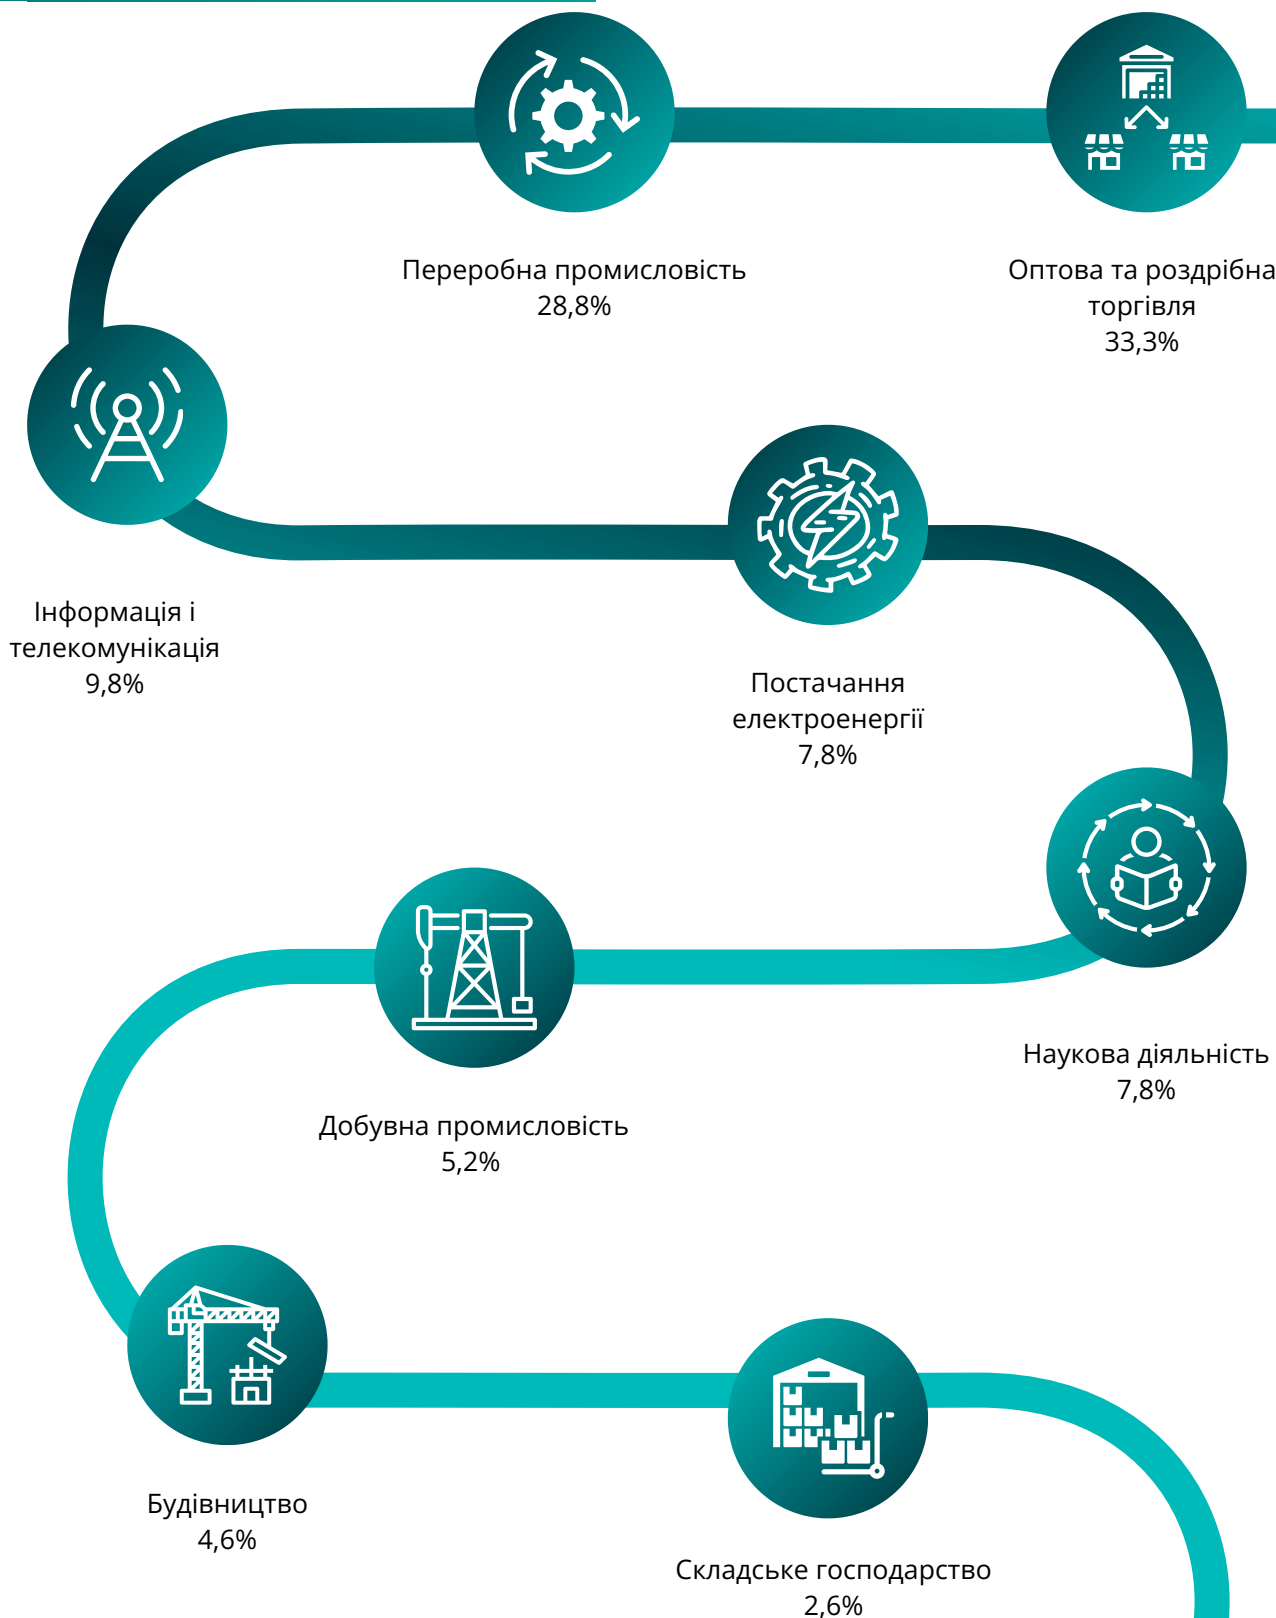 Переробна промисловість
28,8%
Оптова та роздрібна
торгівля
33,3%
Інформація і
телекомунікація
9,8%
Постачання
електроенергії
7,8%
Наукова діяльність
7,8%
Добувна промисловість
5,2%
Будівництво
4,6%
Складське господарство
2,6%